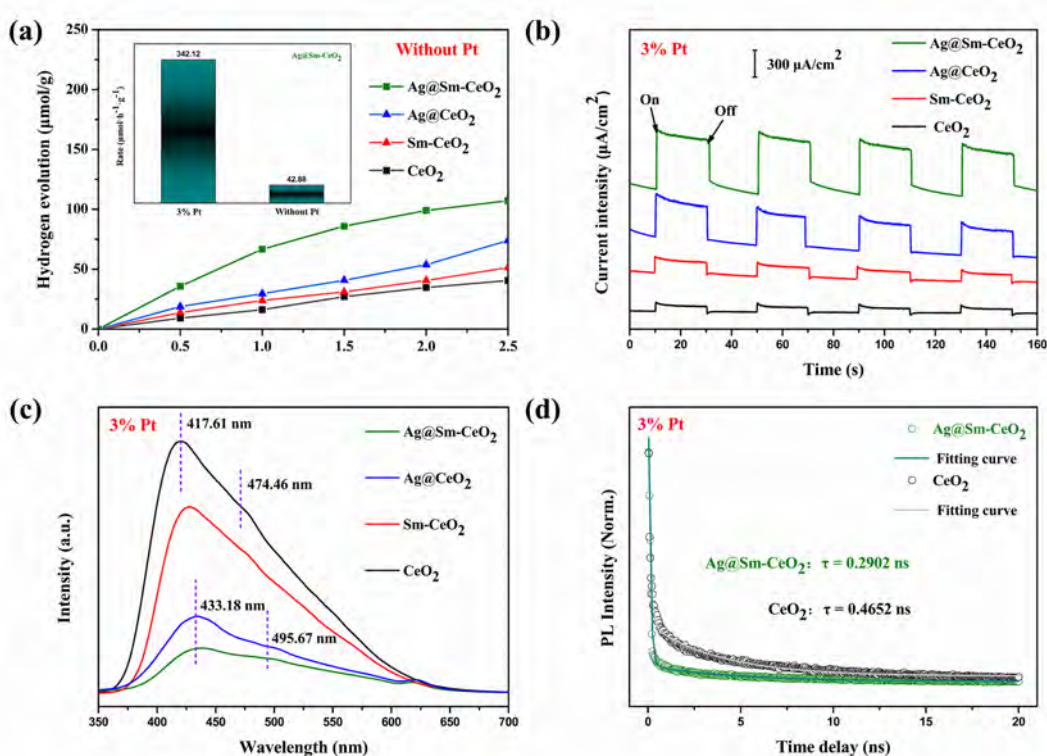 (a)
Without Pt
342.12
Ag@Sm-CeO₂
42.88
Rate (μmol·h⁻¹·g⁻¹)
3% Pt
Without Pt
Ag@Sm-CeO₂
Ag@CeO₂
Sm-CeO₂
CeO₂
Hydrogen evolution (μmol/g)
250
200
150
100
50
0
0.0 0.5 1.0 1.5 2.0 2.5
Time (h)
(b)
3% Pt
300 μA/cm²
Ag@Sm-CeO₂
Ag@CeO₂
Sm-CeO₂
CeO₂
On
Off
Current intensity (μA/cm²)
0 20 40 60 80 100 120 140 160
Time (s)
(c)
3% Pt
417.61 nm
474.46 nm
433.18 nm
495.67 nm
Ag@Sm-CeO₂
Ag@CeO₂
Sm-CeO₂
CeO₂
Intensity (a.u.)
350 400 450 500 550 600 650 700
Wavelength (nm)
(d)
3% Pt
Ag@Sm-CeO₂
Fitting curve
CeO₂
Fitting curve
Ag@Sm-CeO₂: τ = 0.2902 ns
CeO₂: τ = 0.4652 ns
PL Intensity (Norm.)
0 5 10 15 20
Time delay (ns)